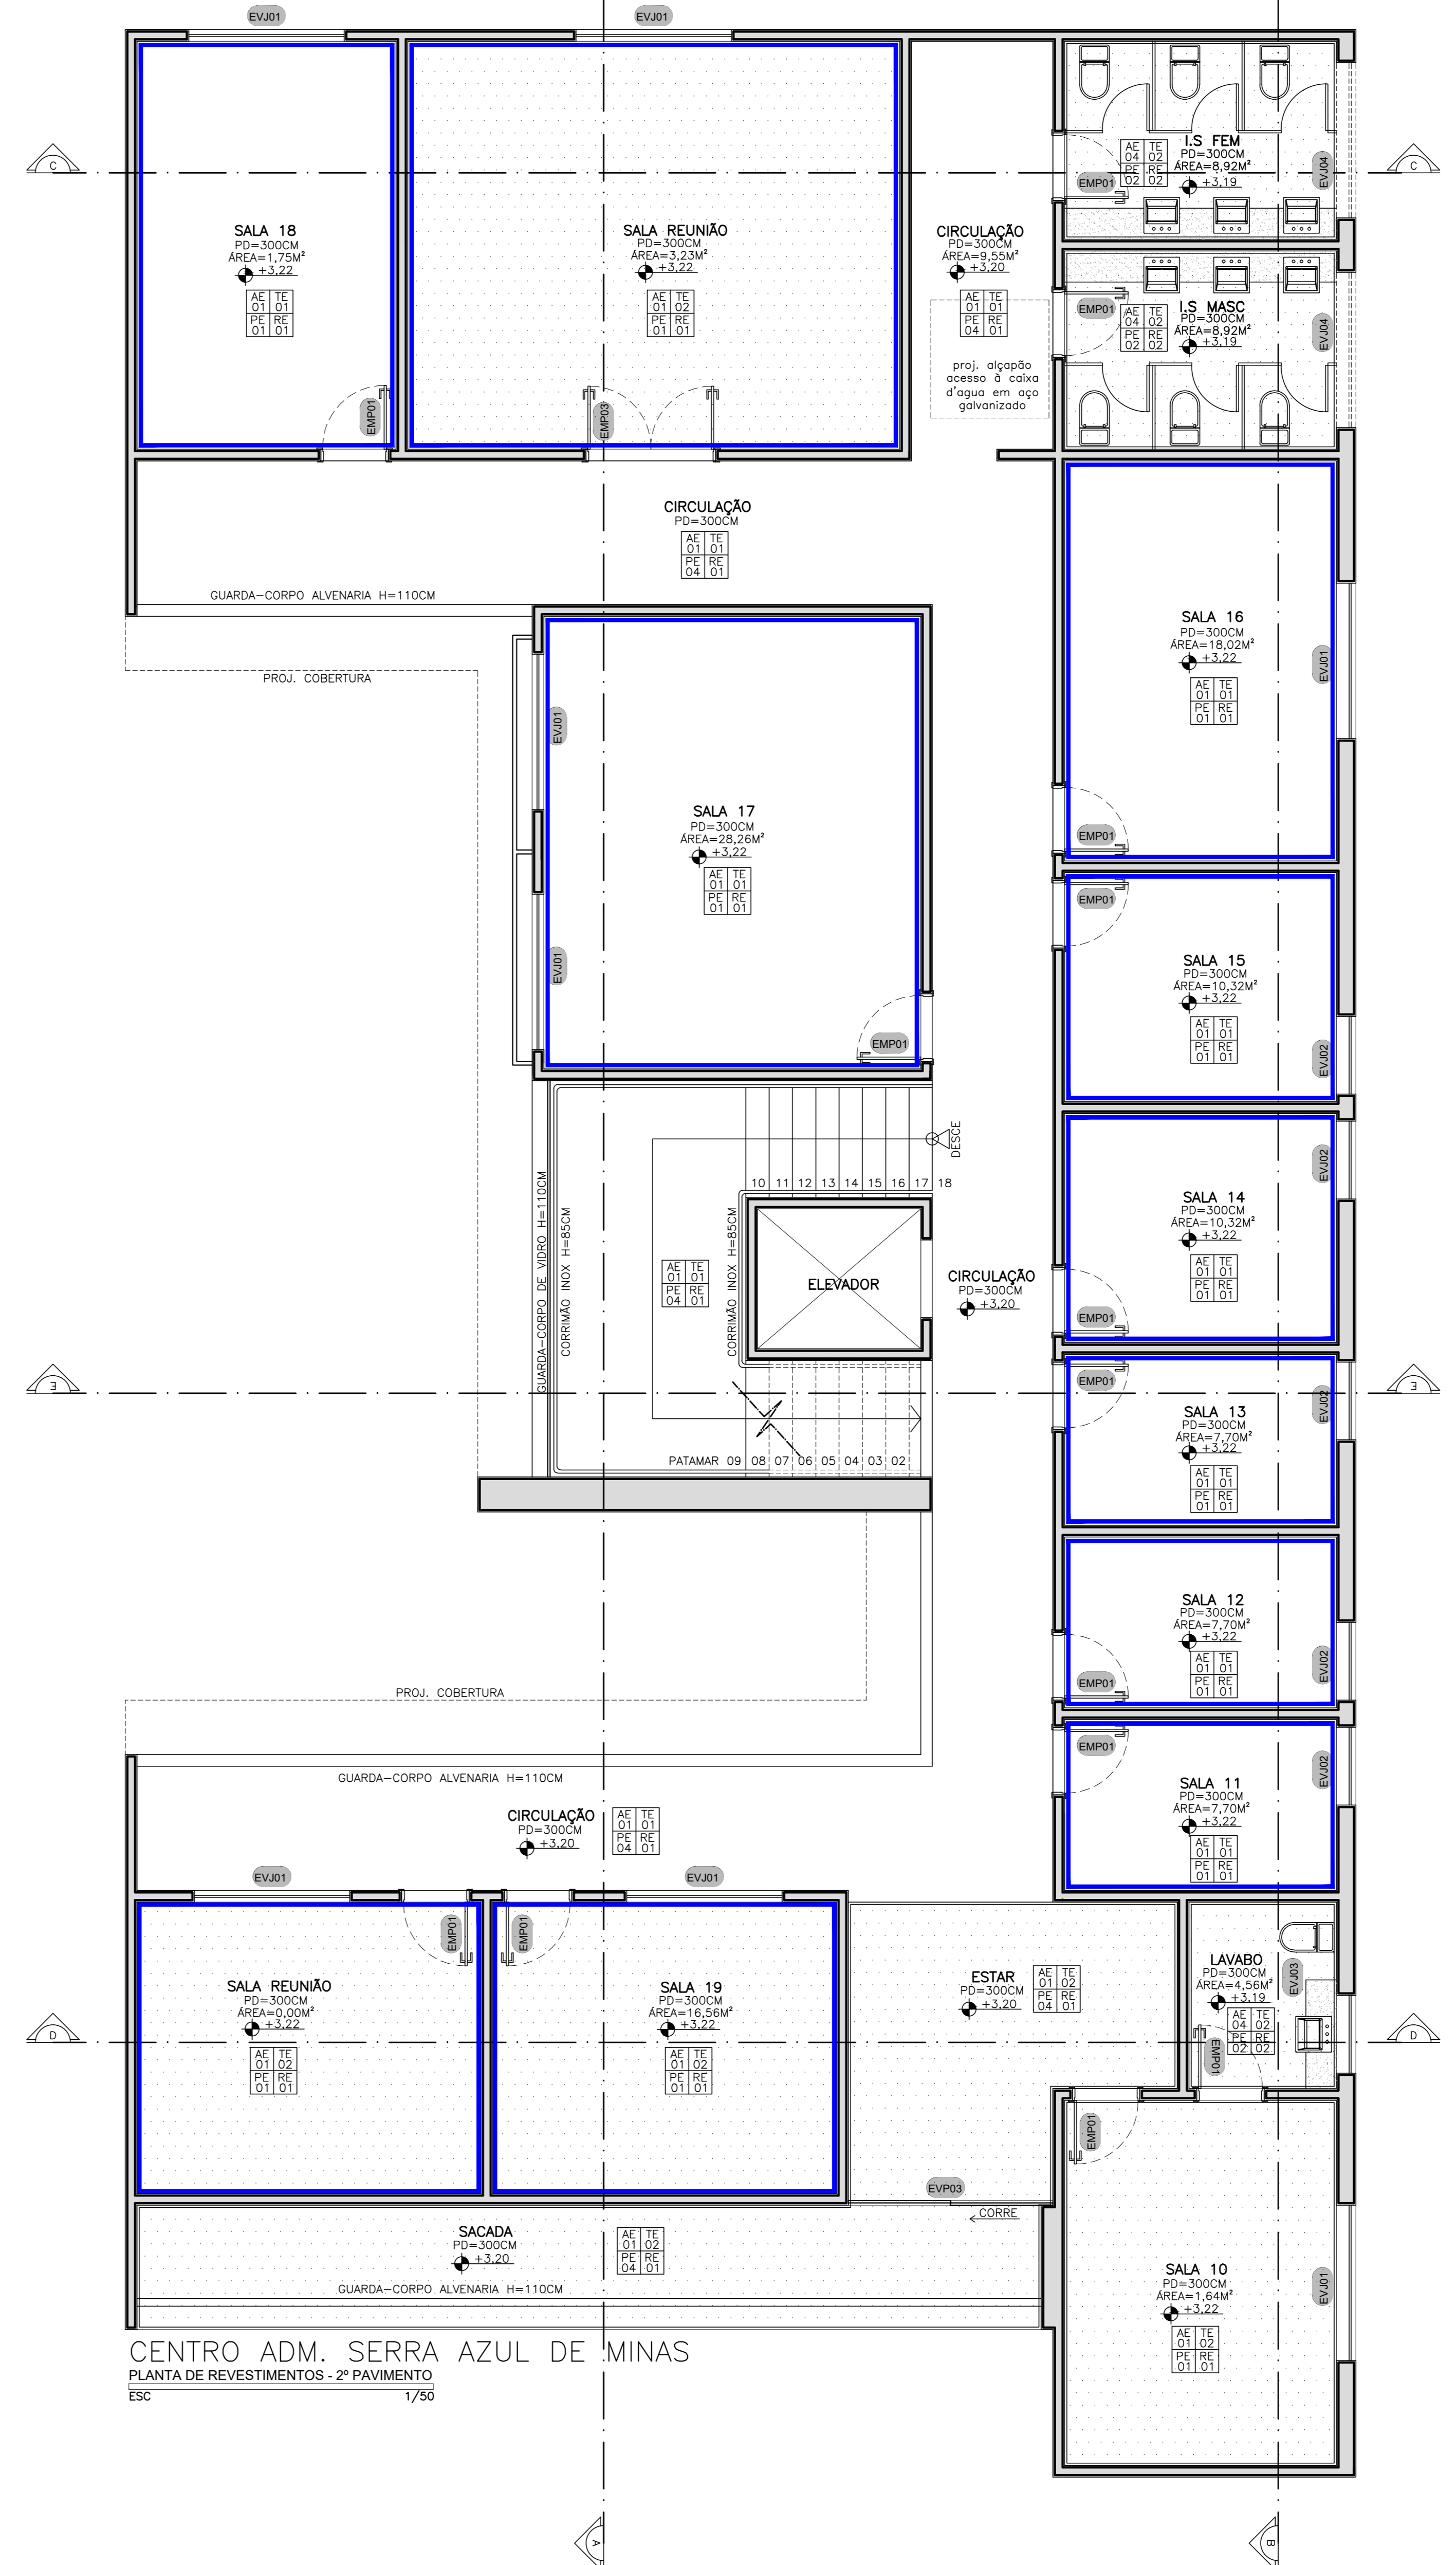 EVJ01
EVJ01
C
C
I.S FEM
PD=300CM
ÁREA=8,92M²
+3,19
AE TE
04 02
PE RE
02 02
EMP01
EVJ04
SALA 18
PD=300CM
ÁREA=1,75M²
+3,22
AE TE
01 01
PE RE
01 01
EMP01
SALA REUNIÃO
PD=300CM
ÁREA=3,23M²
+3,22
AE TE
01 02
PE RE
01 01
EMP03
CIRCULAÇÃO
PD=300CM
ÁREA=9,55M²
+3,20
AE TE
01 01
PE RE
04 01
proj. alçapão
acesso à caixa
d'agua em aço
galvanizado
I.S MASC
PD=300CM
ÁREA=8,92M²
+3,19
AE TE
04 02
PE RE
02 02
EMP01
EVJ04
CIRCULAÇÃO
PD=300CM
AE TE
01 01
PE RE
04 01
GUARDA-CORPO ALVENARIA H=110CM
PROJ. COBERTURA
SALA 16
PD=300CM
ÁREA=18,02M²
+3,22
AE TE
01 01
PE RE
01 01
EVJ01
EMP01
EVJ01
SALA 17
PD=300CM
ÁREA=28,26M²
+3,22
AE TE
01 01
PE RE
01 01
EVJ01
EMP01
EMP01
SALA 15
PD=300CM
ÁREA=10,32M²
+3,22
AE TE
01 01
PE RE
01 01
EVJ02
DESCE
10 11 12 13 14 15 16 17 18
GUARDA-CORPO DE VIDRO H=110CM
CORRIMÃO INOX H=85CM
CORRIMÃO INOX H=85CM
AE TE
01 01
PE RE
04 01
ELEVADOR
CIRCULAÇÃO
PD=300CM
+3,20
EVJ02
SALA 14
PD=300CM
ÁREA=10,32M²
+3,22
AE TE
01 01
PE RE
01 01
EMP01
E
E
EMP01
EVJ02
SALA 13
PD=300CM
ÁREA=7,70M²
+3,22
AE TE
01 01
PE RE
01 01
PATAMAR 09 08 07 06 05 04 03 02
SALA 12
PD=300CM
ÁREA=7,70M²
+3,22
AE TE
01 01
PE RE
01 01
EMP01
EVJ02
PROJ. COBERTURA
GUARDA-CORPO ALVENARIA H=110CM
EMP01
EVJ02
SALA 11
PD=300CM
ÁREA=7,70M²
+3,22
AE TE
01 01
PE RE
01 01
CIRCULAÇÃO
PD=300CM
+3,20
AE TE
01 01
PE RE
04 01
EVJ01
EVJ01
EMP01
EMP01
SALA REUNIÃO
PD=300CM
ÁREA=0,00M²
+3,22
AE TE
01 02
PE RE
01 01
SALA 19
PD=300CM
ÁREA=16,56M²
+3,22
AE TE
01 02
PE RE
01 01
ESTAR
PD=300CM
+3,20
AE TE
01 02
PE RE
04 01
LAVABO
PD=300CM
ÁREA=4,56M²
+3,19
AE TE
04 02
PE RE
02 02
EVJ03
EMP01
D
D
EMP01
EVP03
CORRE
SACADA
PD=300CM
+3,20
AE TE
01 02
PE RE
04 01
GUARDA-CORPO ALVENARIA H=110CM
SALA 10
PD=300CM
ÁREA=1,64M²
+3,22
AE TE
01 02
PE RE
01 01
EVJ01
CENTRO ADM. SERRA AZUL DE MINAS
PLANTA DE REVESTIMENTOS - 2º PAVIMENTO
ESC 1/50
A
B